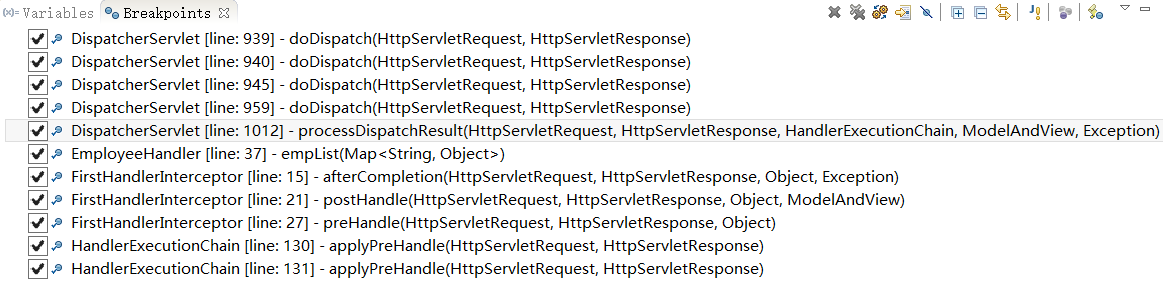 (x)= Variables Breakpoints
DispatcherServlet [line: 939] - doDispatch(HttpServletRequest, HttpServletResponse)
DispatcherServlet [line: 940] - doDispatch(HttpServletRequest, HttpServletResponse)
DispatcherServlet [line: 945] - doDispatch(HttpServletRequest, HttpServletResponse)
DispatcherServlet [line: 959] - doDispatch(HttpServletRequest, HttpServletResponse)
DispatcherServlet [line: 1012] - processDispatchResult(HttpServletRequest, HttpServletResponse, HandlerExecutionChain, ModelAndView, Exception)
EmployeeHandler [line: 37] - empList(Map<String, Object>)
FirstHandlerInterceptor [line: 15] - afterCompletion(HttpServletRequest, HttpServletResponse, Object, Exception)
FirstHandlerInterceptor [line: 21] - postHandle(HttpServletRequest, HttpServletResponse, Object, ModelAndView)
FirstHandlerInterceptor [line: 27] - preHandle(HttpServletRequest, HttpServletResponse, Object)
HandlerExecutionChain [line: 130] - applyPreHandle(HttpServletRequest, HttpServletResponse)
HandlerExecutionChain [line: 131] - applyPreHandle(HttpServletRequest, HttpServletResponse)